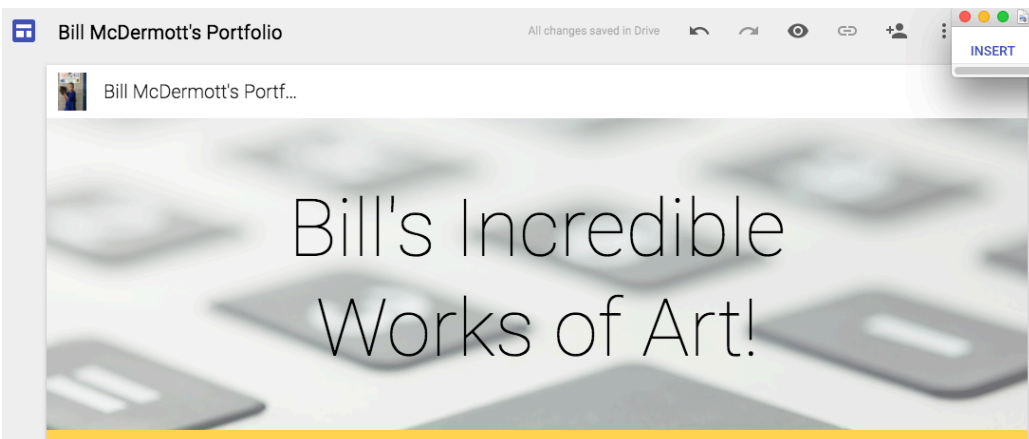 Bill McDermott's Portfolio
All changes saved in Drive
INSERT
Bill McDermott's Portf...
Bill's Incredible
Works of Art!